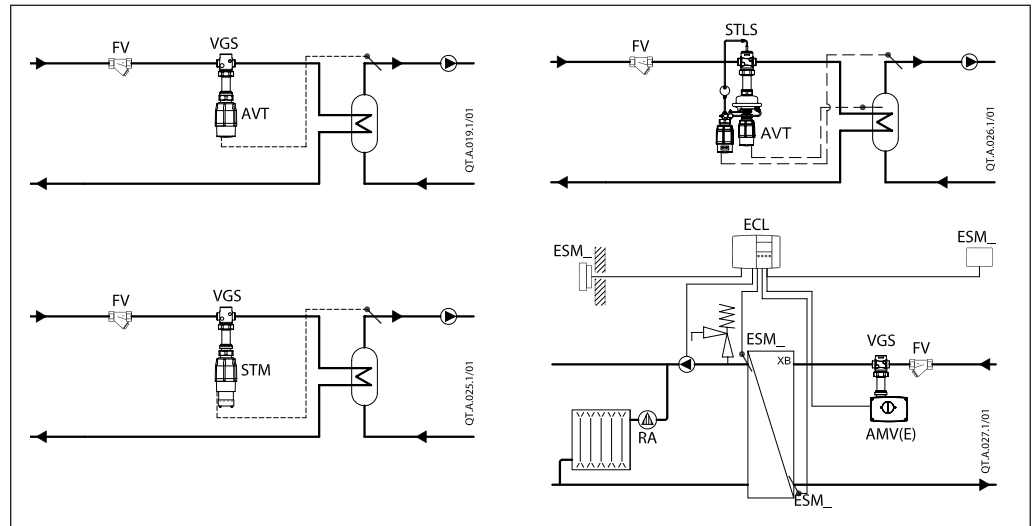 FV
VGS
AVT
QT.A.019.1/01
STLS
FV
AVT
QT.A.026.1/01
FV
VGS
STM
QT.A.025.1/01
ECL
ESM_
ESM_
ESM_
XB
VGS
FV
AMV(E)
RA
ESM_
QT.A.027.1/01